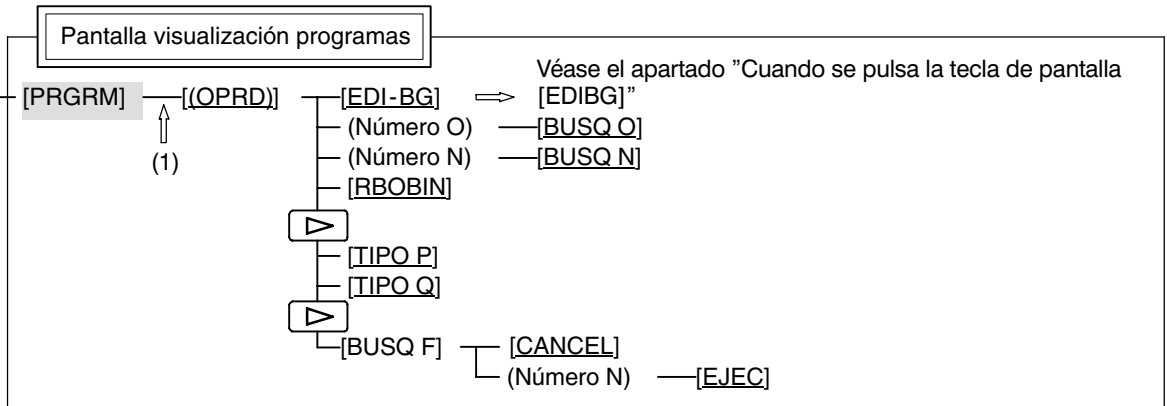 Pantalla visualización programas
Véase el apartado ”Cuando se pulsa la tecla de pantalla
[PRGRM] [(OPRD)] [EDI-BG] [EDIBG]”
(Número O) [BUSQ O]
(1) (Número N) [BUSQ N]
[RBOBIN]
[TIPO P]
[TIPO Q]
[BUSQ F] [CANCEL]
(Número N) [EJEC]